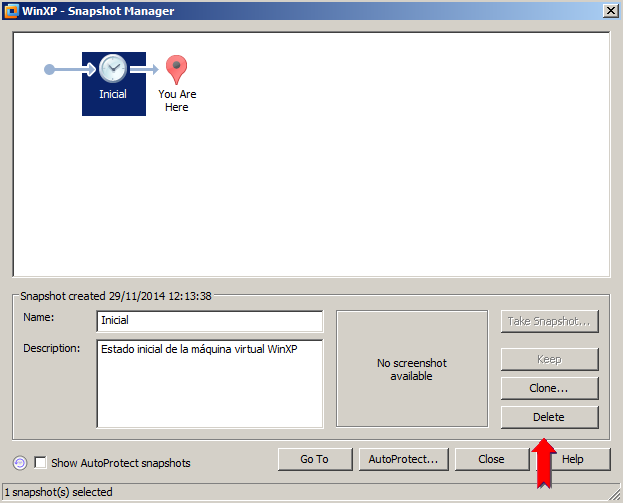 WinXP - Snapshot Manager
Inicial
You Are
Here
Snapshot created 29/11/2014 12:13:38
Name:
Inicial
Description:
Estado inicial de la máquina virtual WinXP
No screenshot
available
Take Snapshot...
Keep
Clone...
Delete
Show AutoProtect snapshots
Go To
AutoProtect...
Close
Help
1 snapshot(s) selected